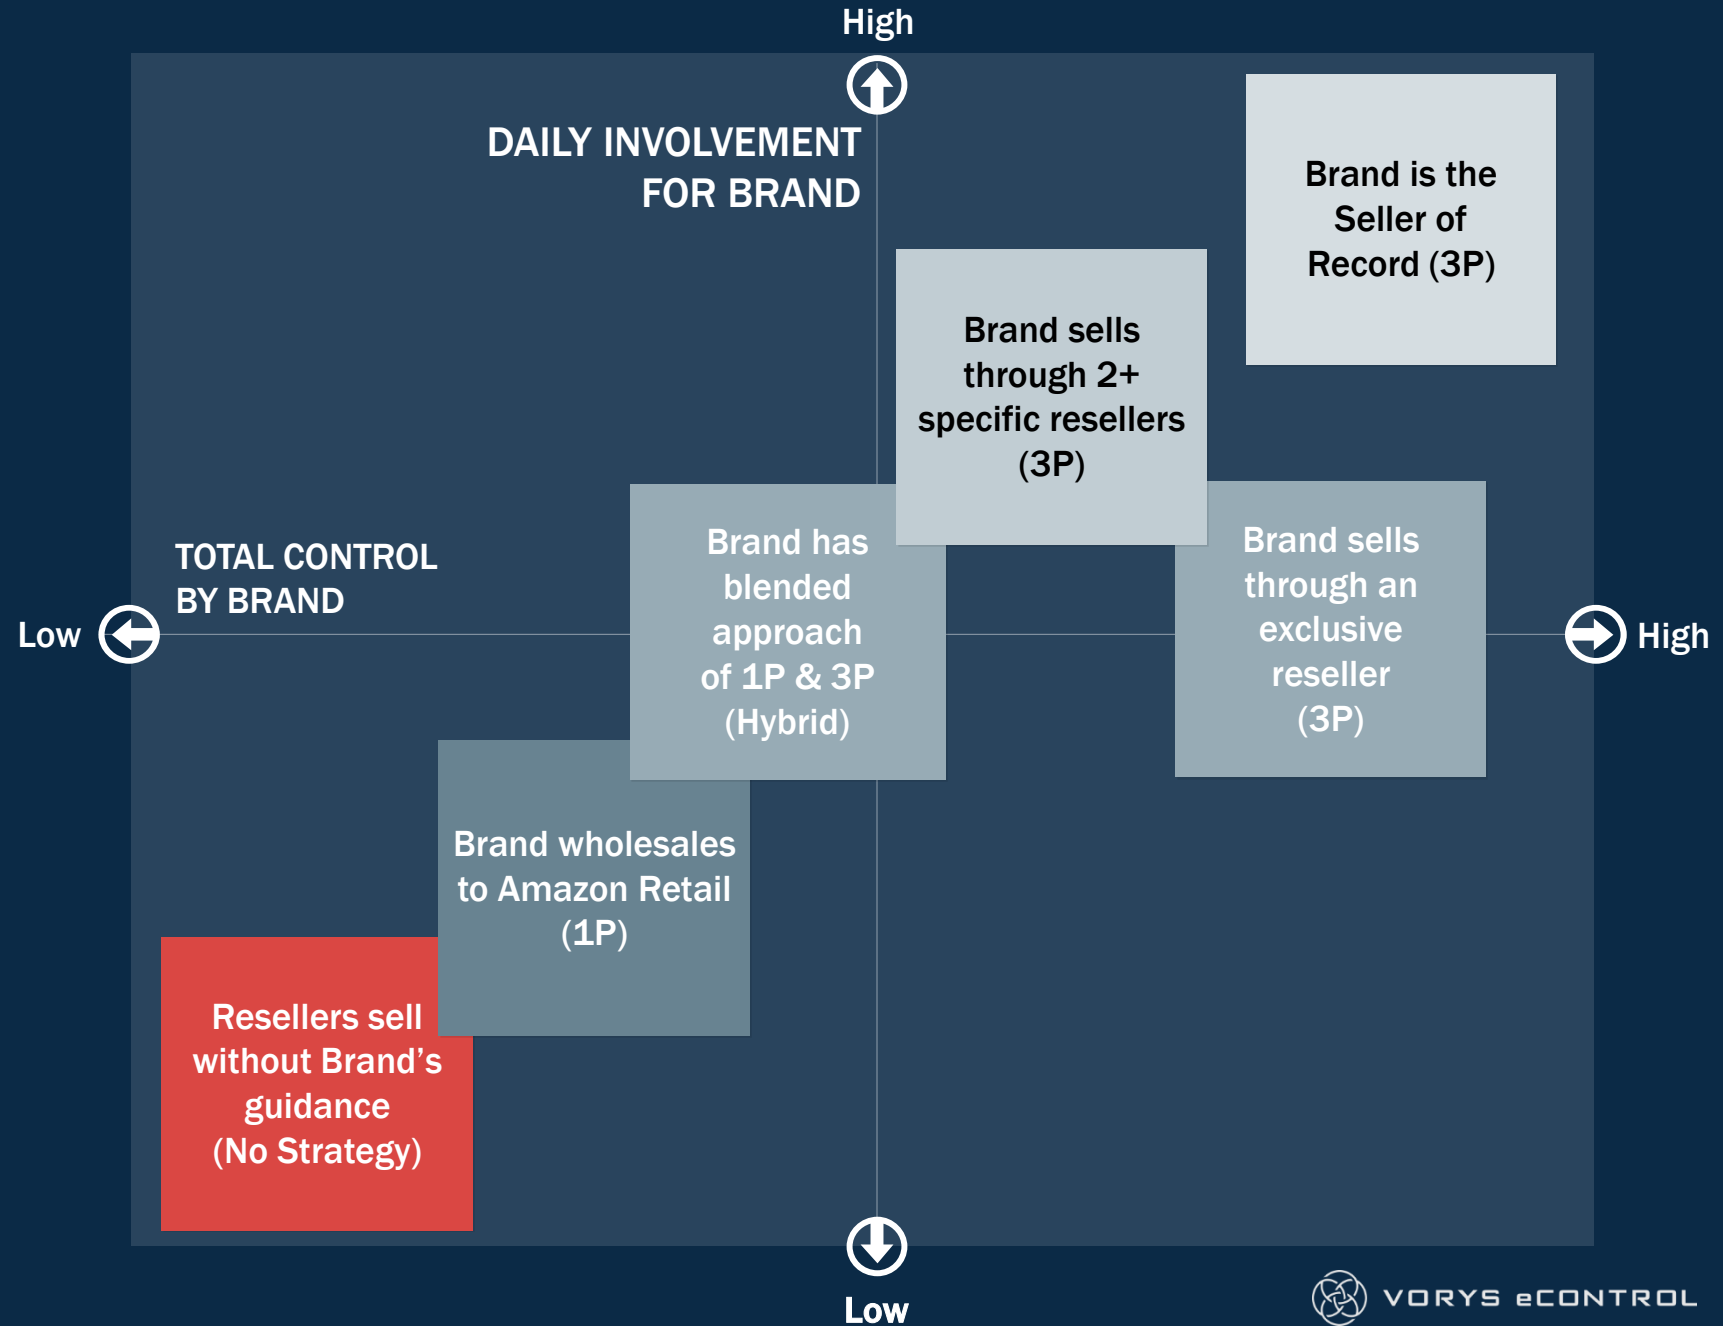 High
DAILY INVOLVEMENT
FOR BRAND
Brand is the
Seller of
Record (3P)
Brand sells
through 2+
specific resellers
(3P)
TOTAL CONTROL
BY BRAND
Low
High
Brand has
blended
approach
of 1P & 3P
(Hybrid)
Brand sells
through an
exclusive
reseller
(3P)
Brand wholesales
to Amazon Retail
(1P)
Resellers sell
without Brand’s
guidance
(No Strategy)
Low
VORYS eCONTROL